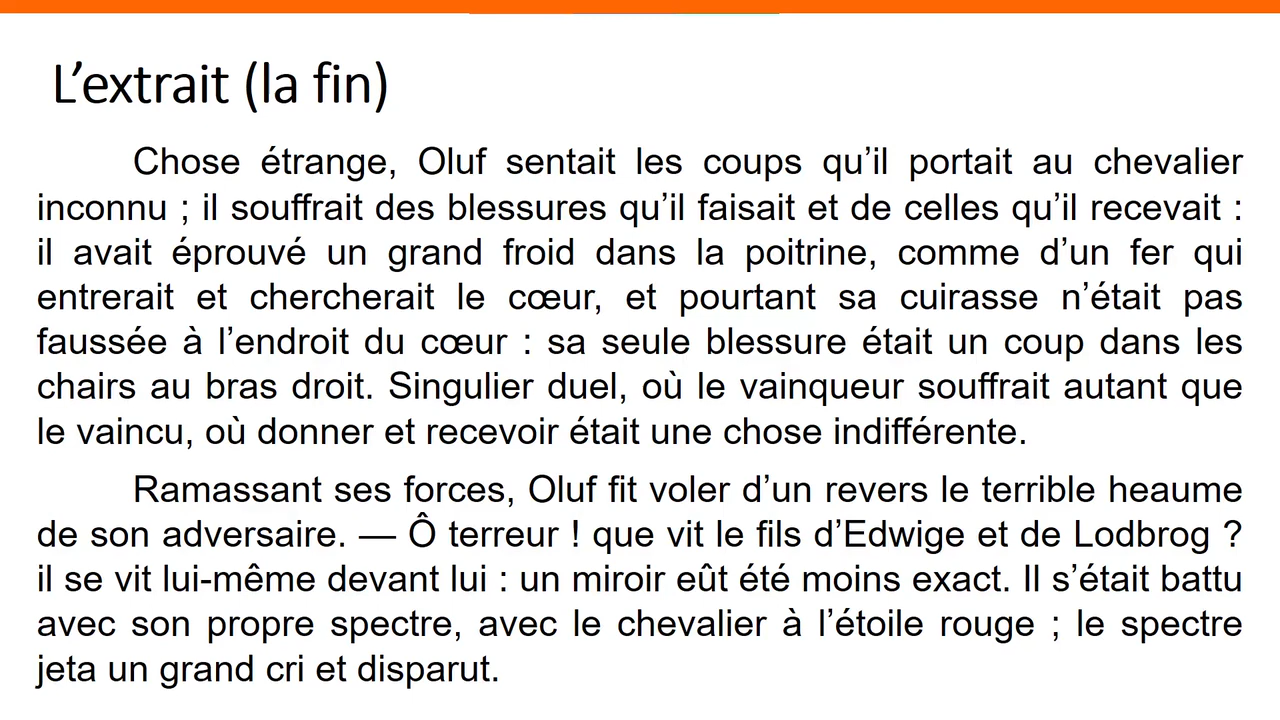 L’extrait (la fin)
Chose étrange, Oluf sentait les coups qu’il portait au chevalier
inconnu ; il souffrait des blessures qu’il faisait et de celles qu’il recevait :
il avait éprouvé un grand froid dans la poitrine, comme d’un fer qui
entrerait et chercherait le cœur, et pourtant sa cuirasse n’était pas
faussée à l’endroit du cœur : sa seule blessure était un coup dans les
chairs au bras droit. Singulier duel, où le vainqueur souffrait autant que
le vaincu, où donner et recevoir était une chose indifférente.
Ramassant ses forces, Oluf fit voler d’un revers le terrible heaume
de son adversaire. — Ô terreur ! que vit le fils d’Edwige et de Lodbrog ?
il se vit lui-même devant lui : un miroir eût été moins exact. Il s’était battu
avec son propre spectre, avec le chevalier à l’étoile rouge ; le spectre
jeta un grand cri et disparut.